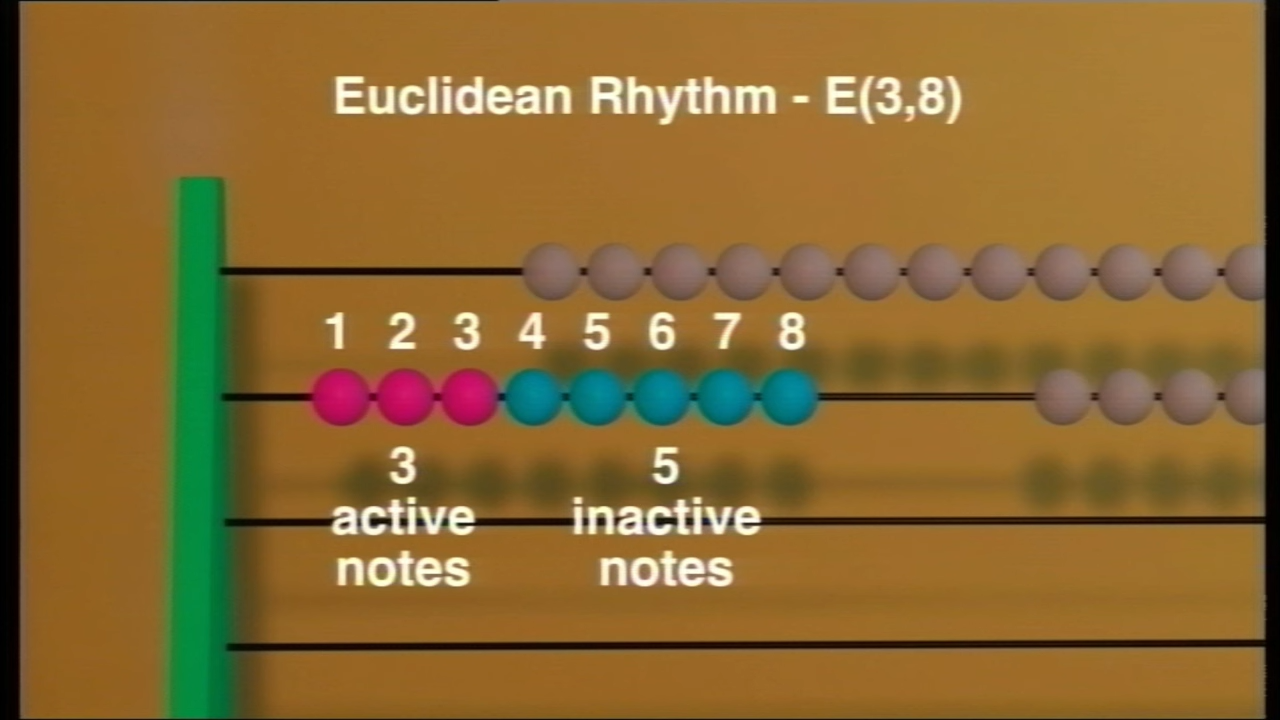 Euclidean Rhythm - E(3,8)
1 2 3 4 5 6 7 8
3
active
notes
5
inactive
notes